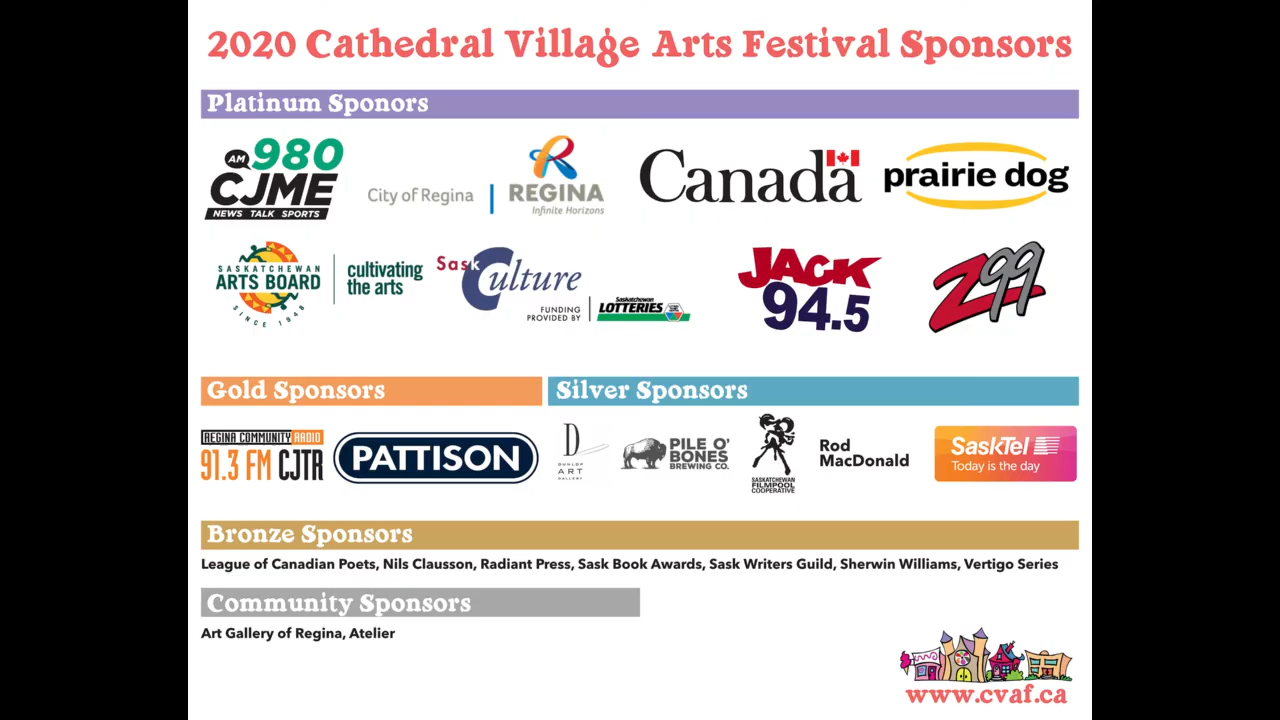 2020 Cathedral Village Arts Festival Sponsors
Platinum Sponors
AM 980
CJME
NEWS TALK SPORTS
City of Regina
REGINA
Infinite Horizons
Canada
prairie dog
SASKATCHEWAN
ARTS BOARD
SINCE 1948
cultivating
the arts
SaskCulture
FUNDING
PROVIDED BY
Saskatchewan
LOTTERIES
JACK
94.5
Z99
Gold Sponsors
Silver Sponsors
REGINA COMMUNITY RADIO
91.3 FM CJTR
PATTISON
D
DUNLOP
ART
GALLERY
PILE O'
BONES
BREWING CO.
SASKATCHEWAN
FILMPOOL
COOPERATIVE
Rod
MacDonald
SaskTel
Today is the day
Bronze Sponsors
League of Canadian Poets, Nils Clausson, Radiant Press, Sask Book Awards, Sask Writers Guild, Sherwin Williams, Vertigo Series
Community Sponsors
Art Gallery of Regina, Atelier
www.cvaf.ca